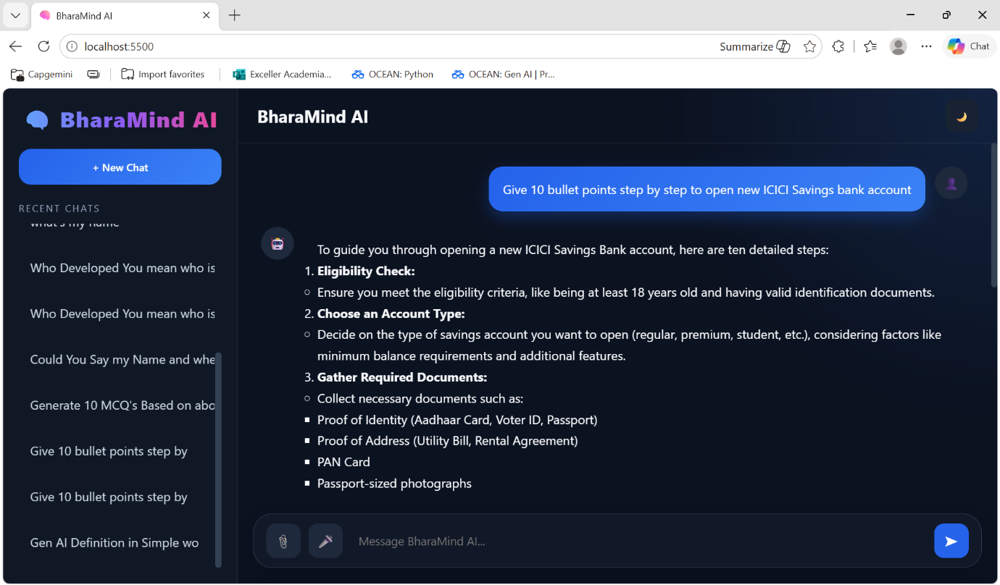 BharaMind AI
localhost:5500
Summarize
Chat
Capgemini
Import favorites
Exceller Academia...
OCEAN: Python
OCEAN: Gen AI | Pr...
BharaMind AI
+ New Chat
RECENT CHATS
what's my name
Who Developed You mean who is
Who Developed You mean who is
Could You Say my Name and whe
Generate 10 MCQ's Based on abo
Give 10 bullet points step by
Give 10 bullet points step by
Gen AI Definition in Simple wo
BharaMind AI
Give 10 bullet points step by step to open new ICICI Savings bank account
To guide you through opening a new ICICI Savings Bank account, here are ten detailed steps:
1. Eligibility Check:
Ensure you meet the eligibility criteria, like being at least 18 years old and having valid identification documents.
2. Choose an Account Type:
Decide on the type of savings account you want to open (regular, premium, student, etc.), considering factors like
minimum balance requirements and additional features.
3. Gather Required Documents:
Collect necessary documents such as:
Proof of Identity (Aadhaar Card, Voter ID, Passport)
Proof of Address (Utility Bill, Rental Agreement)
PAN Card
Passport-sized photographs
Message BharaMind AI...